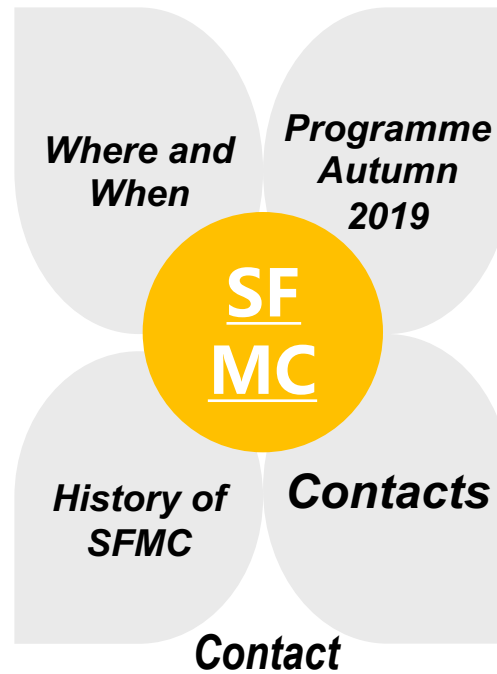 Where and
When
Programme
Autumn
2019
SF
MC
History of
SFMC
Contacts
Contact